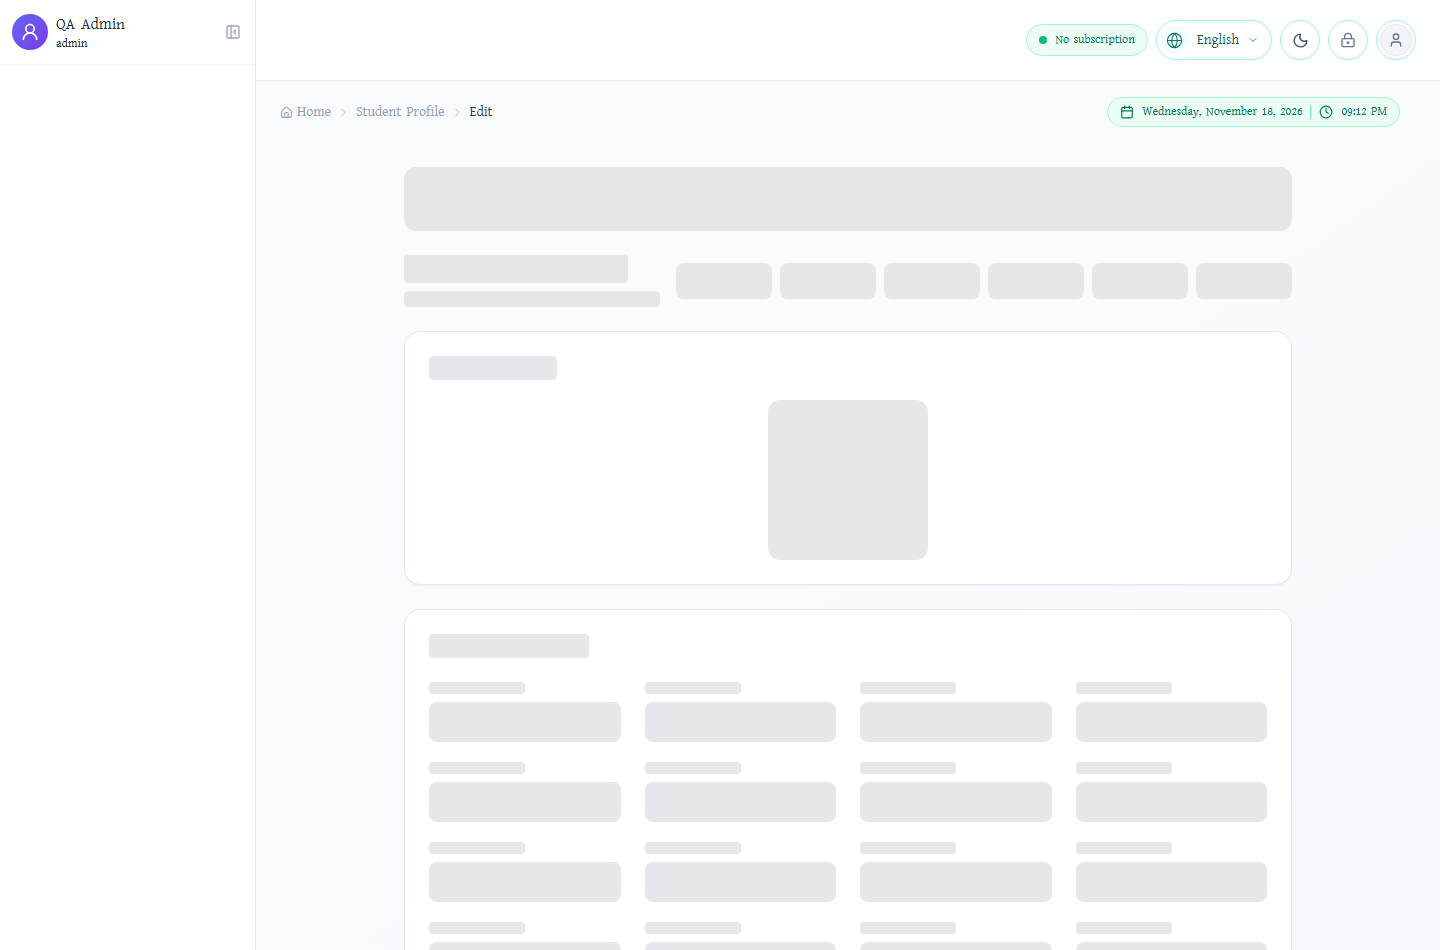 QA Admin
admin
No subscription
English
Home
Student Profile
Edit
Wednesday, November 18, 2026
09:12 PM